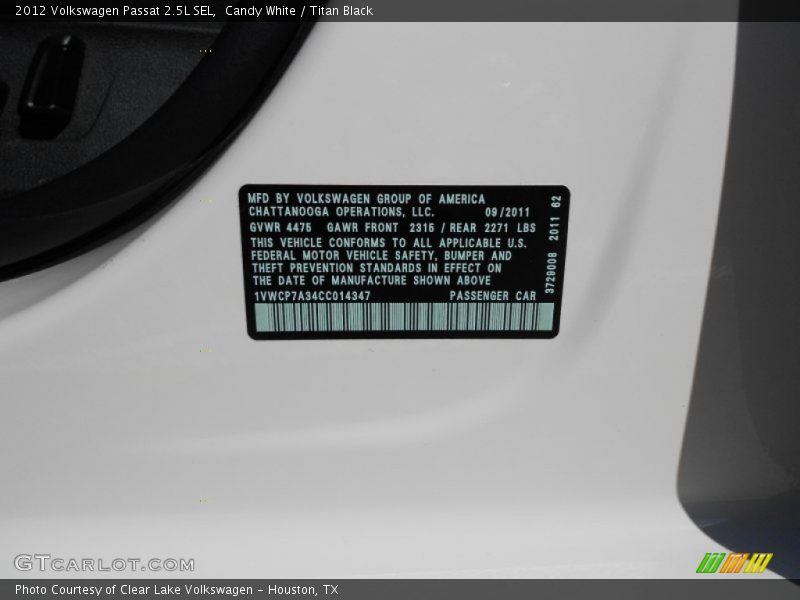 2012 Volkswagen Passat 2.5L SEL,  Candy White / Titan Black
MFD BY VOLKSWAGEN GROUP OF AMERICA
CHATTANOOGA OPERATIONS, LLC. 09/2011
GVWR 4475 GAWR FRONT 2315 / REAR 2271 LBS
THIS VEHICLE CONFORMS TO ALL APPLICABLE U.S.
FEDERAL MOTOR VEHICLE SAFETY, BUMPER AND
THEFT PREVENTION STANDARDS IN EFFECT ON
THE DATE OF MANUFACTURE SHOWN ABOVE
1VWCP7A34CC014347 PASSENGER CAR
3729008 2011 62
GTCARLOT.COM
Photo Courtesy of Clear Lake Volkswagen - Houston, TX